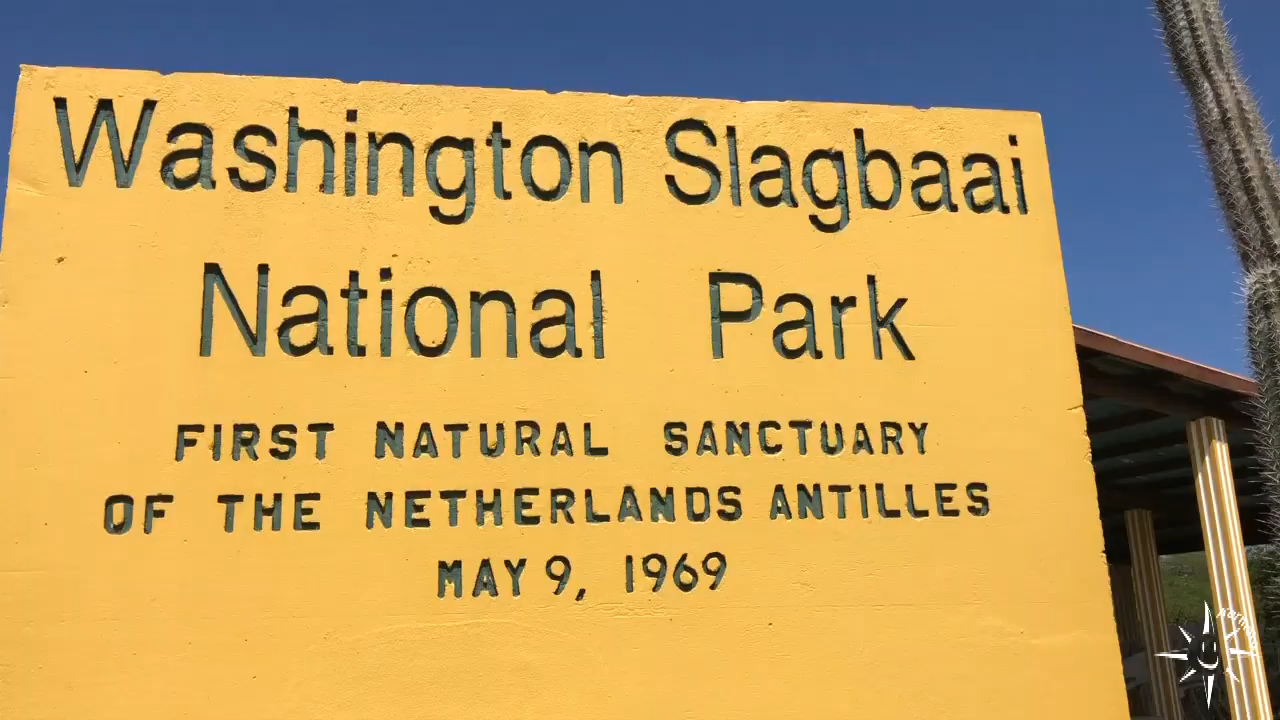 Washington Slagbaai
National Park
FIRST NATURAL SANCTUARY
OF THE NETHERLANDS ANTILLES
MAY 9, 1969